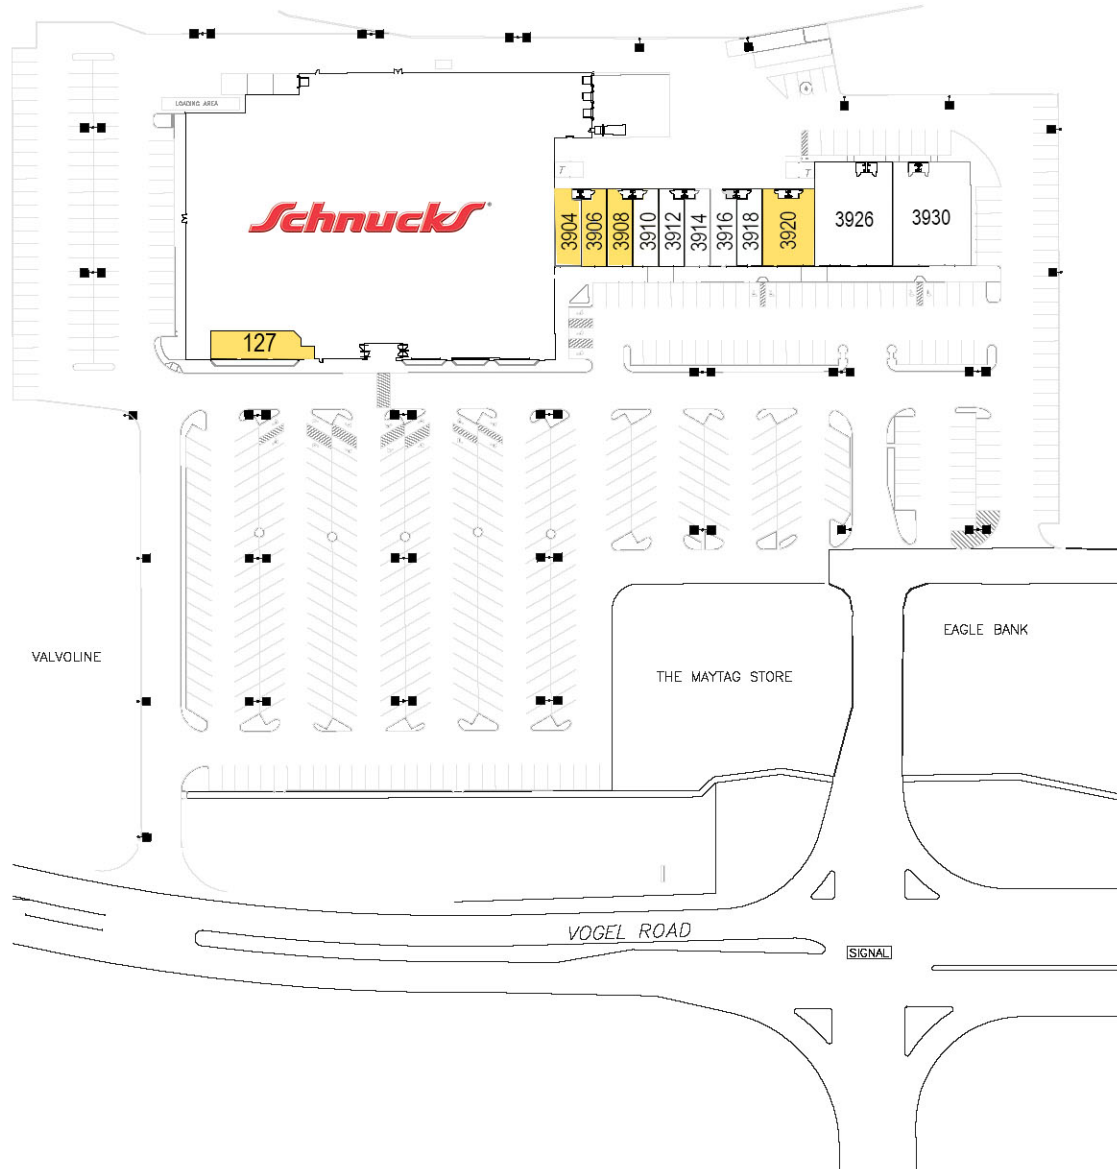 LOADING AREA
T
T
Schnucks®
3904
3906
3908
3910
3912
3914
3916
3918
3920
3926
3930
127
VALVOLINE
THE MAYTAG STORE
EAGLE BANK
VOGEL ROAD
SIGNAL